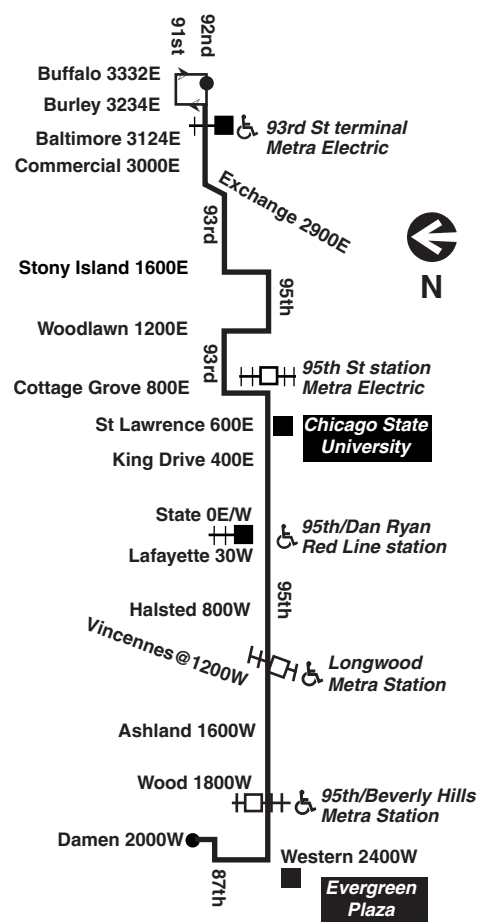 91st
92nd
Buffalo 3332E
Burley 3234E
Baltimore 3124E
93rd St terminal
Metra Electric
Commercial 3000E
Exchange 2900E
93rd
N
Stony Island 1600E
95th
Woodlawn 1200E
93rd
95th St station
Metra Electric
Cottage Grove 800E
St Lawrence 600E
Chicago State
University
King Drive 400E
State 0E/W
95th/Dan Ryan
Red Line station
Lafayette 30W
95th
Halsted 800W
Vincennes@1200W
Longwood
Metra Station
Ashland 1600W
Wood 1800W
95th/Beverly Hills
Metra Station
Damen 2000W
87th
Western 2400W
Evergreen
Plaza